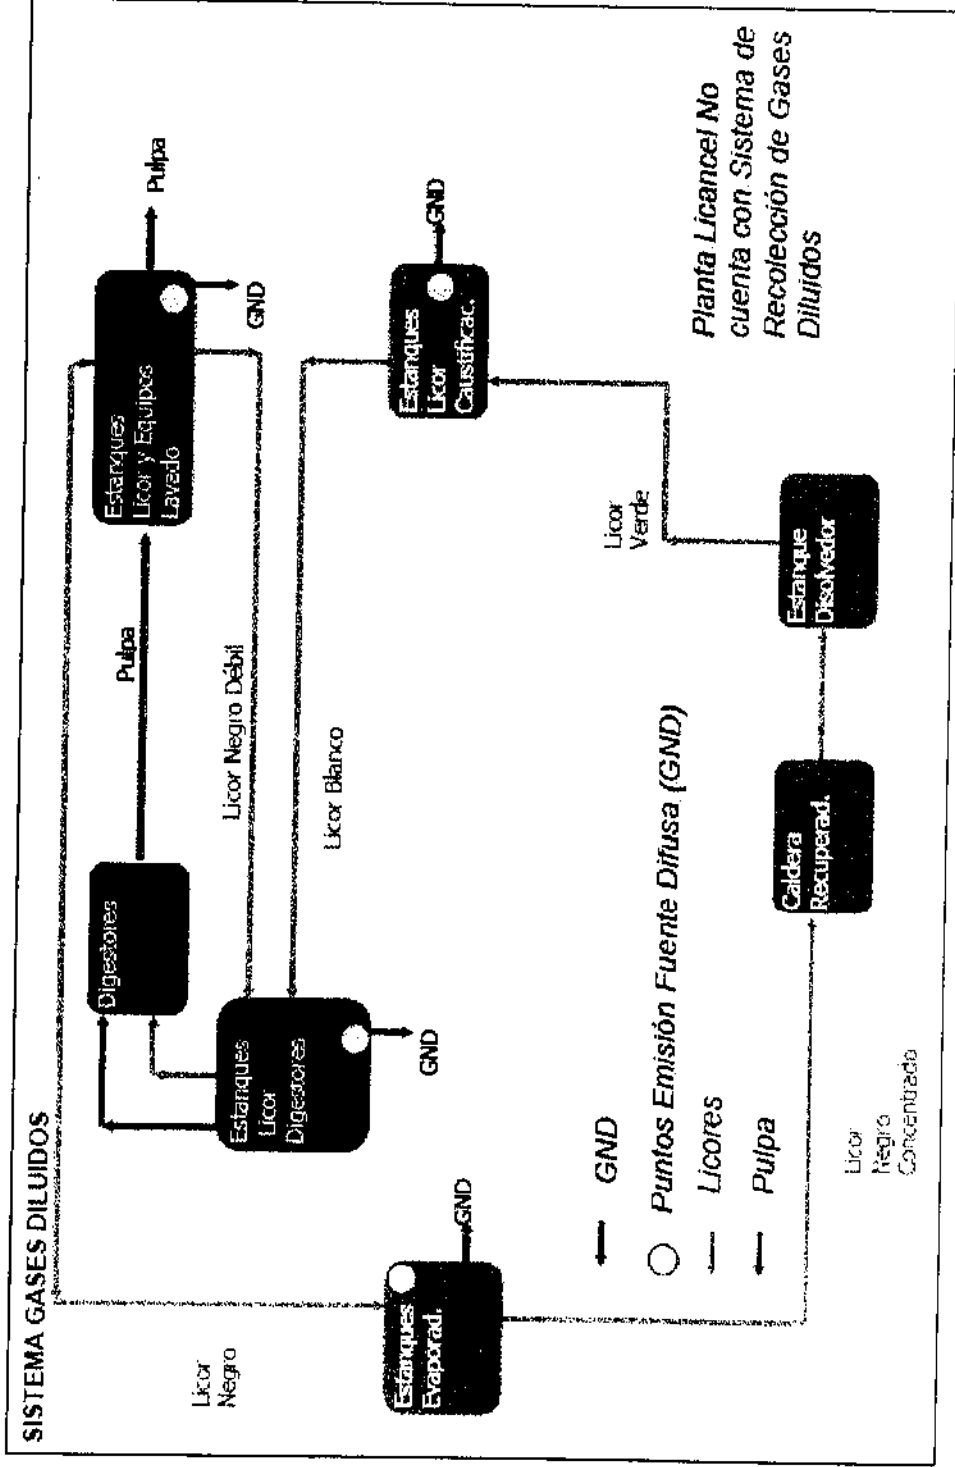 SISTEMA GASES DILUIDOS
Licor
Negro
Estanques
Evaporad.
GND
Estanques
Licor
Digestores
GND
Digestores
Pulpa
Licor Negro Débil
Licor Blanco
Estanques
Licor y Equipos
Lavado
Pulpa
GND
Estanques
Licor
Caustificac.
GND
Licor
Verde
Estanque
Disolvedor
Caldera
Recuperad.
Licor
Negro
Concentrado
GND
Puntos Emisión Fuente Difusa (GND)
Licores
Pulpa
Planta Licancel No
cuenta con Sistema de
Recolección de Gases
Diluidos